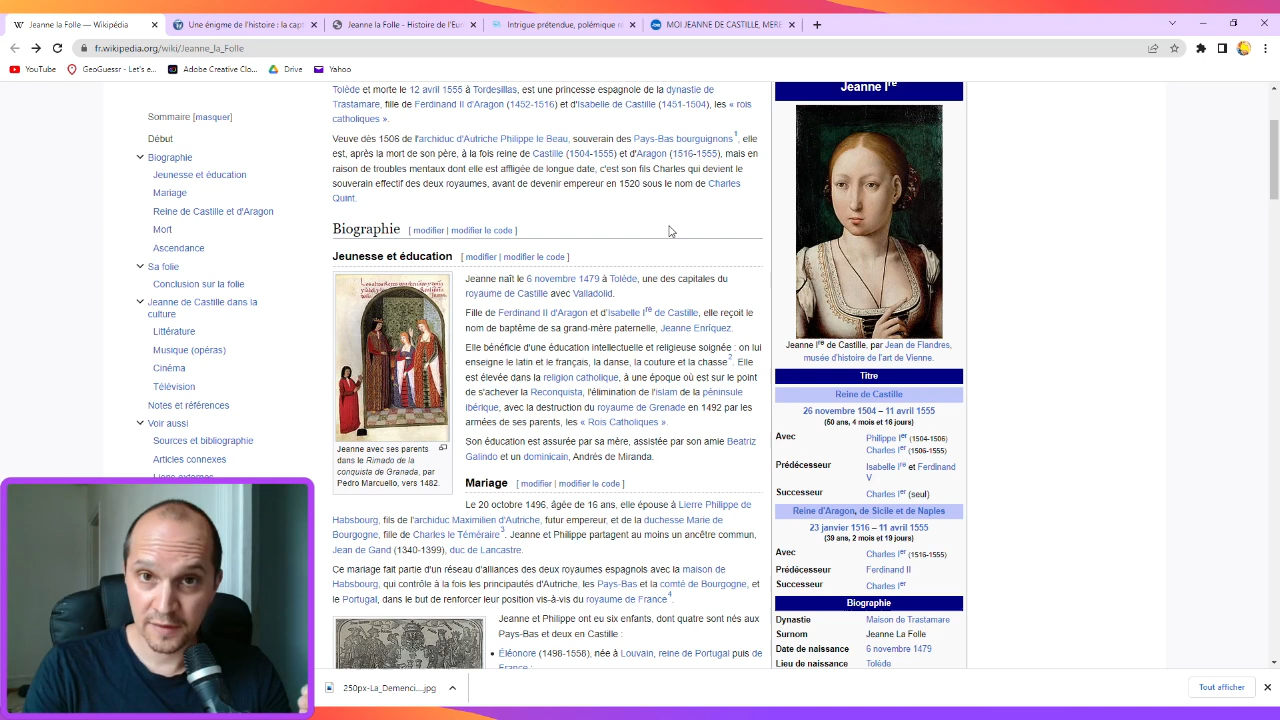 Jeanne la Folle — Wikipédia
Une énigme de l'histoire : la capt
Jeanne la Folle - Histoire de l'Eur
Intrigue prétendue, polémique
MOI JEANNE DE CASTILLE, MERE
fr.wikipedia.org/wiki/Jeanne_la_Folle
YouTube
GeoGuessr - Let's e...
Adobe Creative Clo...
Drive
Yahoo
Sommaire [masquer]
Début
Biographie
Jeunesse et éducation
Mariage
Reine de Castille et d'Aragon
Mort
Ascendance
Sa folie
Conclusion sur la folie
Jeanne de Castille dans la
culture
Littérature
Musique (opéras)
Cinéma
Télévision
Notes et références
Voir aussi
Sources et bibliographie
Articles connexes
Liens externes
Tolède et morte le 12 avril 1555 à Tordesillas, est une princesse espagnole de la dynastie de
Trastamare, fille de Ferdinand II d'Aragon (1452-1516) et d'Isabelle de Castille (1451-1504), les « rois
catholiques ».
Veuve dès 1506 de l'archiduc d'Autriche Philippe le Beau, souverain des Pays-Bas bourguignons1, elle
est, après la mort de son père, à la fois reine de Castille (1504-1555) et d'Aragon (1516-1555), mais en
raison de troubles mentaux dont elle est affligée de longue date, c'est son fils Charles qui devient le
souverain effectif des deux royaumes, avant de devenir empereur en 1520 sous le nom de Charles
Quint.
Biographie [ modifier | modifier le code ]
Jeunesse et éducation [ modifier | modifier le code ]
Jeanne avec ses parents
dans le Rimado de la
conquista de Granada, par
Pedro Marcuello, vers 1482.
Jeanne naît le 6 novembre 1479 à Tolède, une des capitales du
royaume de Castille avec Valladolid.
Fille de Ferdinand II d'Aragon et d'Isabelle Ire de Castille, elle reçoit le
nom de baptême de sa grand-mère paternelle, Jeanne Enríquez.
Elle bénéficie d'une éducation intellectuelle et religieuse soignée : on lui
enseigne le latin et le français, la danse, la couture et la chasse2. Elle
est élevée dans la religion catholique, à une époque où est sur le point
de s'achever la Reconquista, l'élimination de l'islam de la péninsule
Ibérique, avec la destruction du royaume de Grenade en 1492 par les
armées de ses parents, les « Rois Catholiques ».
Son éducation est assurée par sa mère, assistée par son amie Beatriz
Galindo et un dominicain, Andrés de Miranda.
Mariage [ modifier | modifier le code ]
Le 20 octobre 1496, âgée de 16 ans, elle épouse à Lierre Philippe de
Habsbourg, fils de l'archiduc Maximilien d'Autriche, futur empereur, et de la duchesse Marie de
Bourgogne, fille de Charles le Téméraire3. Jeanne et Philippe partagent au moins un ancêtre commun,
Jean de Gand (1340-1399), duc de Lancastre.
Ce mariage fait partie d'un réseau d'alliances des deux royaumes espagnols avec la maison de
Habsbourg, qui contrôle à la fois les principautés d'Autriche, les Pays-Bas et la comté de Bourgogne, et
le Portugal, dans le but de renforcer leur position vis-à-vis du royaume de France4.
Jeanne et Philippe ont eu six enfants, dont quatre sont nés aux
Pays-Bas et deux en Castille :
• Éléonore (1498-1558), née à Louvain, reine de Portugal puis de
France ;
Jeanne Ire
Jeanne Ire de Castille, par Jean de Flandres,
musée d'histoire de l'art de Vienne.
Titre
Reine de Castille
26 novembre 1504 – 11 avril 1555
(50 ans, 4 mois et 16 jours)
Avec Philippe Ier (1504-1506)
Charles Ier (1506-1555)
Prédécesseur Isabelle Ire et Ferdinand
V
Successeur Charles Ier (seul)
Reine d'Aragon, de Sicile et de Naples
23 janvier 1516 – 11 avril 1555
(39 ans, 2 mois et 19 jours)
Avec Charles Ier (1516-1555)
Prédécesseur Ferdinand II
Successeur Charles Ier
Biographie
Dynastie Maison de Trastamare
Surnom Jeanne La Folle
Date de naissance 6 novembre 1479
Lieu de naissance Tolède
250px-La_Demenci....jpg
Tout afficher